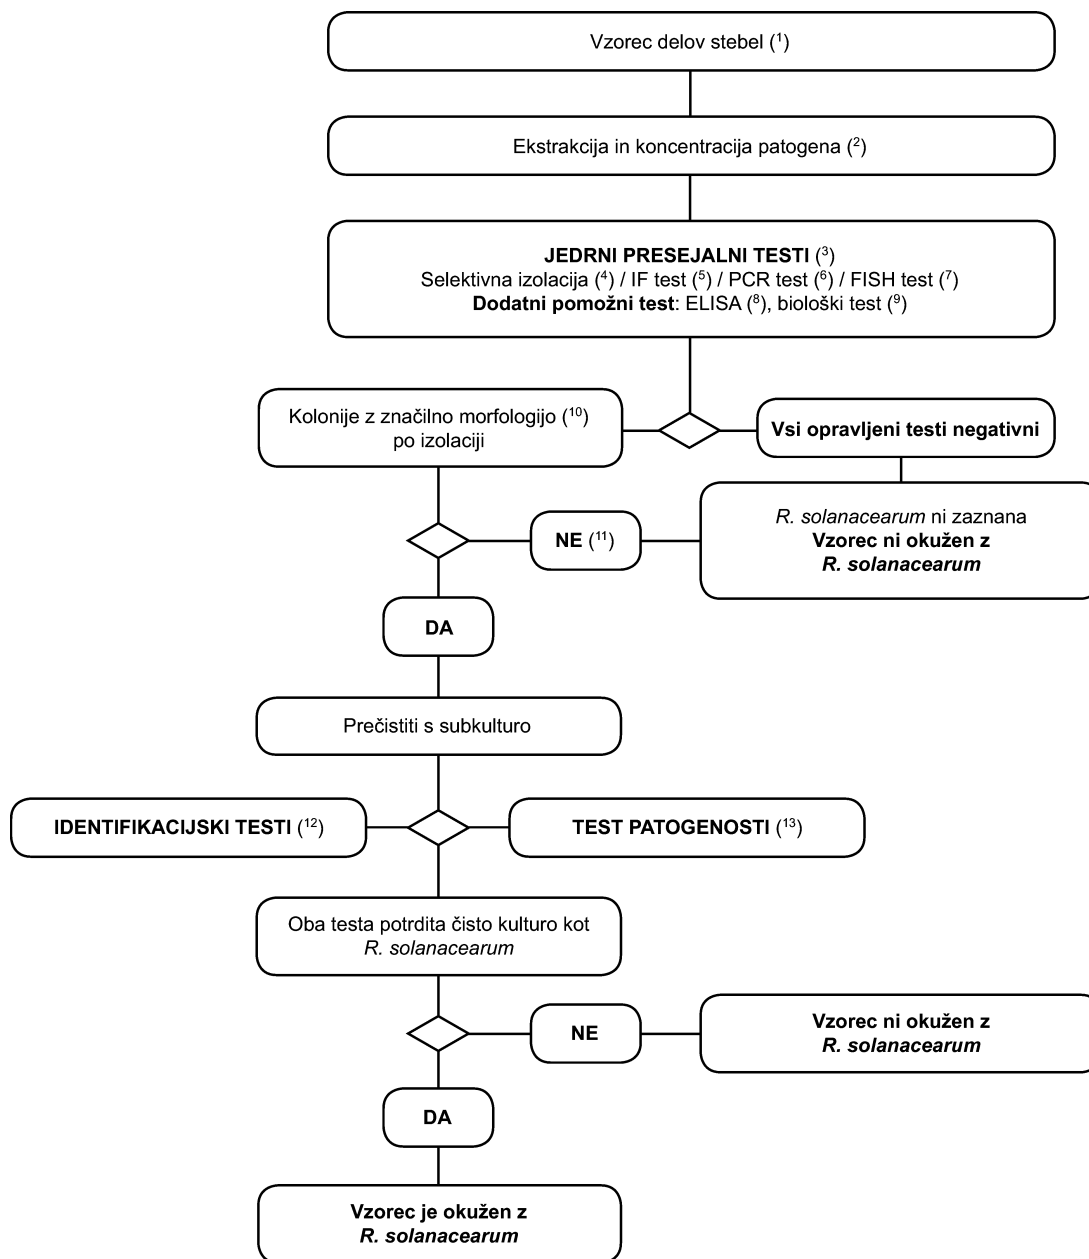 Vzorec delov stebel (¹)
Ekstrakcija in koncentracija patogena (²)
JEDRNI PRESEJALNI TESTI (³)
Selektivna izolacija (⁴) / IF test (⁵) / PCR test (⁶) / FISH test (⁷)
Dodatni pomožni test: ELISA (⁸), biološki test (⁹)
Kolonije z značilno morfologijo (¹⁰)
po izolaciji
Vsi opravljeni testi negativni
NE (¹¹)
R. solanacearum ni zaznana
Vzorec ni okužen z
R. solanacearum
DA
Prečistiti s subkulturo
IDENTIFIKACIJSKI TESTI (¹²)
TEST PATOGENOSTI (¹³)
Oba testa potrdita čisto kulturo kot
R. solanacearum
NE
Vzorec ni okužen z
R. solanacearum
DA
Vzorec je okužen z
R. solanacearum